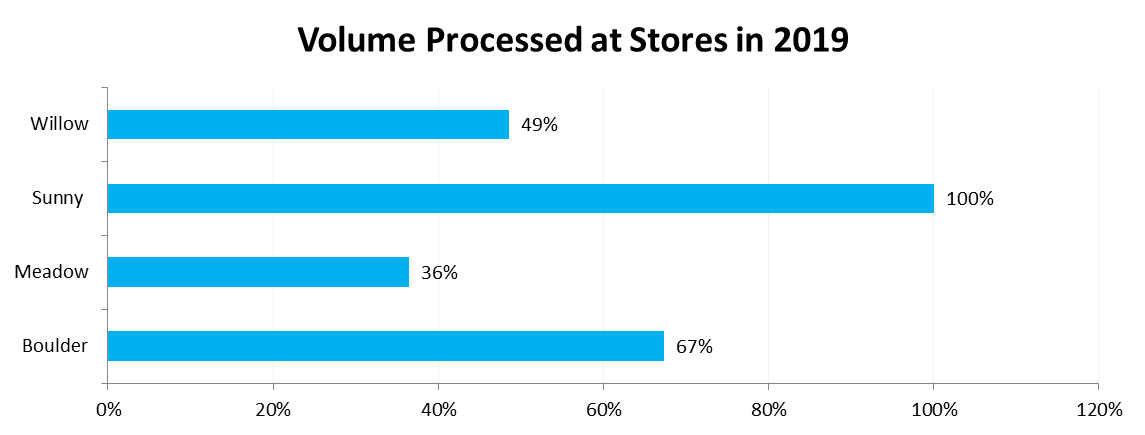 Volume Processed at Stores in 2019
Willow 49%
Sunny 100%
Meadow 36%
Boulder 67%
0% 20% 40% 60% 80% 100% 120%